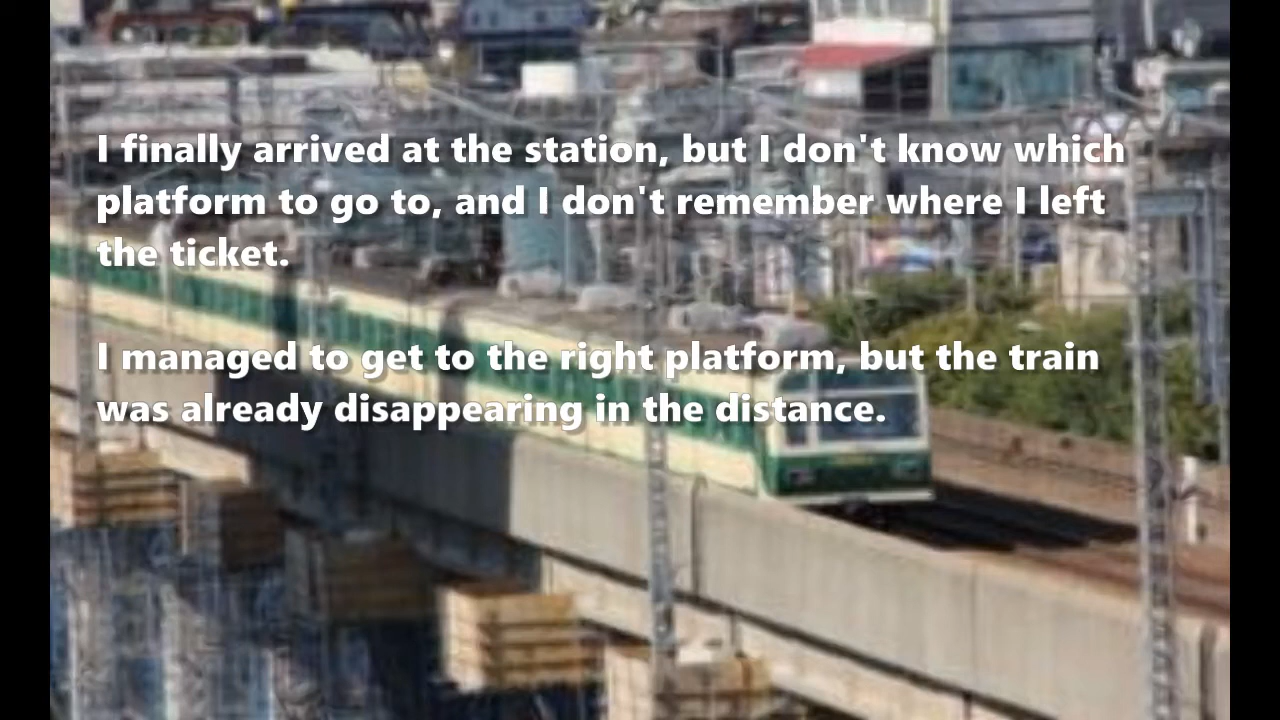 I finally arrived at the station, but I don't know which
platform to go to, and I don't remember where I left
the ticket.
I managed to get to the right platform, but the train
was already disappearing in the distance.